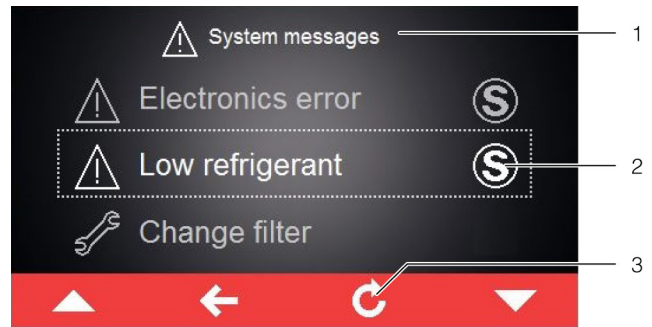 System messages
1
Electronics error S
Low refrigerant S
2
Change filter
3